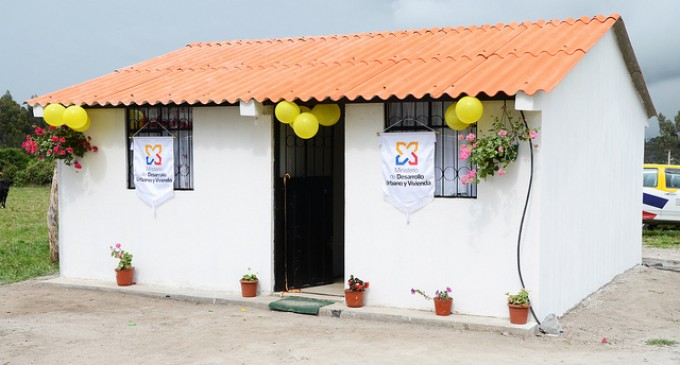 Ministerio
de Desarrollo
Urbano y Vivienda
Ministerio
de Desarrollo
Urbano y Vivienda